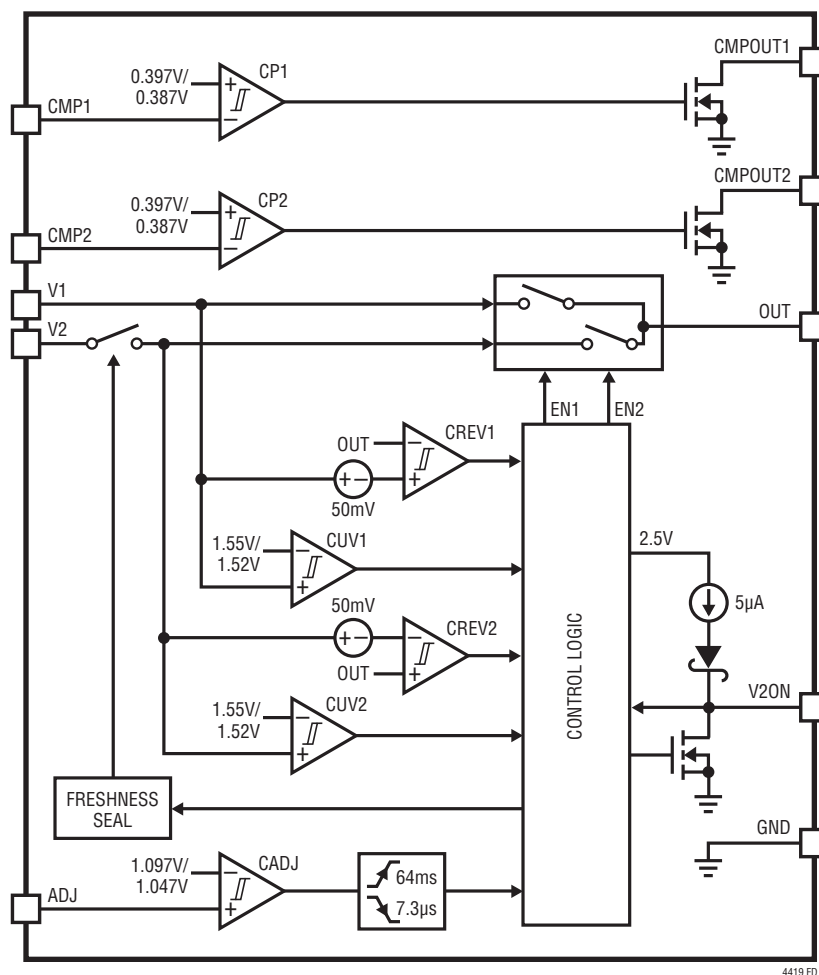 CMPOUT1
0.397V/
0.387V
+
–
CP1
CMP1
CMPOUT2
0.397V/
0.387V
+
–
CP2
CMP2
V1
V2
OUT
EN1
EN2
OUT
–
+
CREV1
+ –
50mV
1.55V/
1.52V
–
+
CUV1
2.5V
5µA
50mV
+ –
–
+
CREV2
OUT
CONTROL LOGIC
V2ON
1.55V/
1.52V
–
+
CUV2
FRESHNESS
SEAL
GND
1.097V/
1.047V
–
+
CADJ
64ms
7.3µs
ADJ
4419 FD